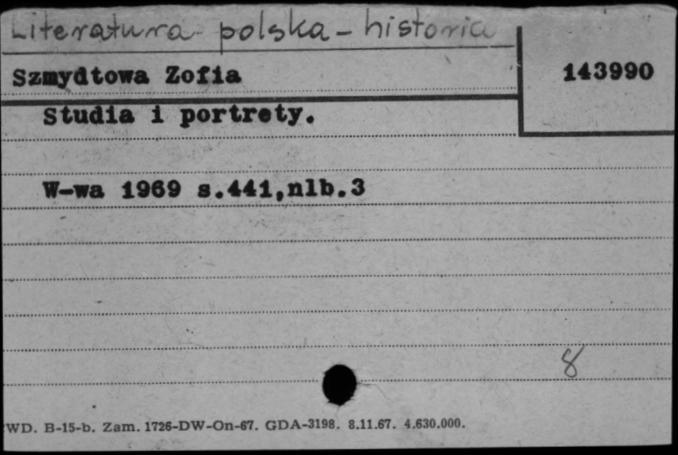 Literatura polska - historia
Szmydtowa Zofia
143990
Studia i portrety.
W-wa 1969 s.441,nlb.3
8
WD. B-15-b. Zam. 1726-DW-On-67. GDA-3198. 8.11.67. 4.630.000.